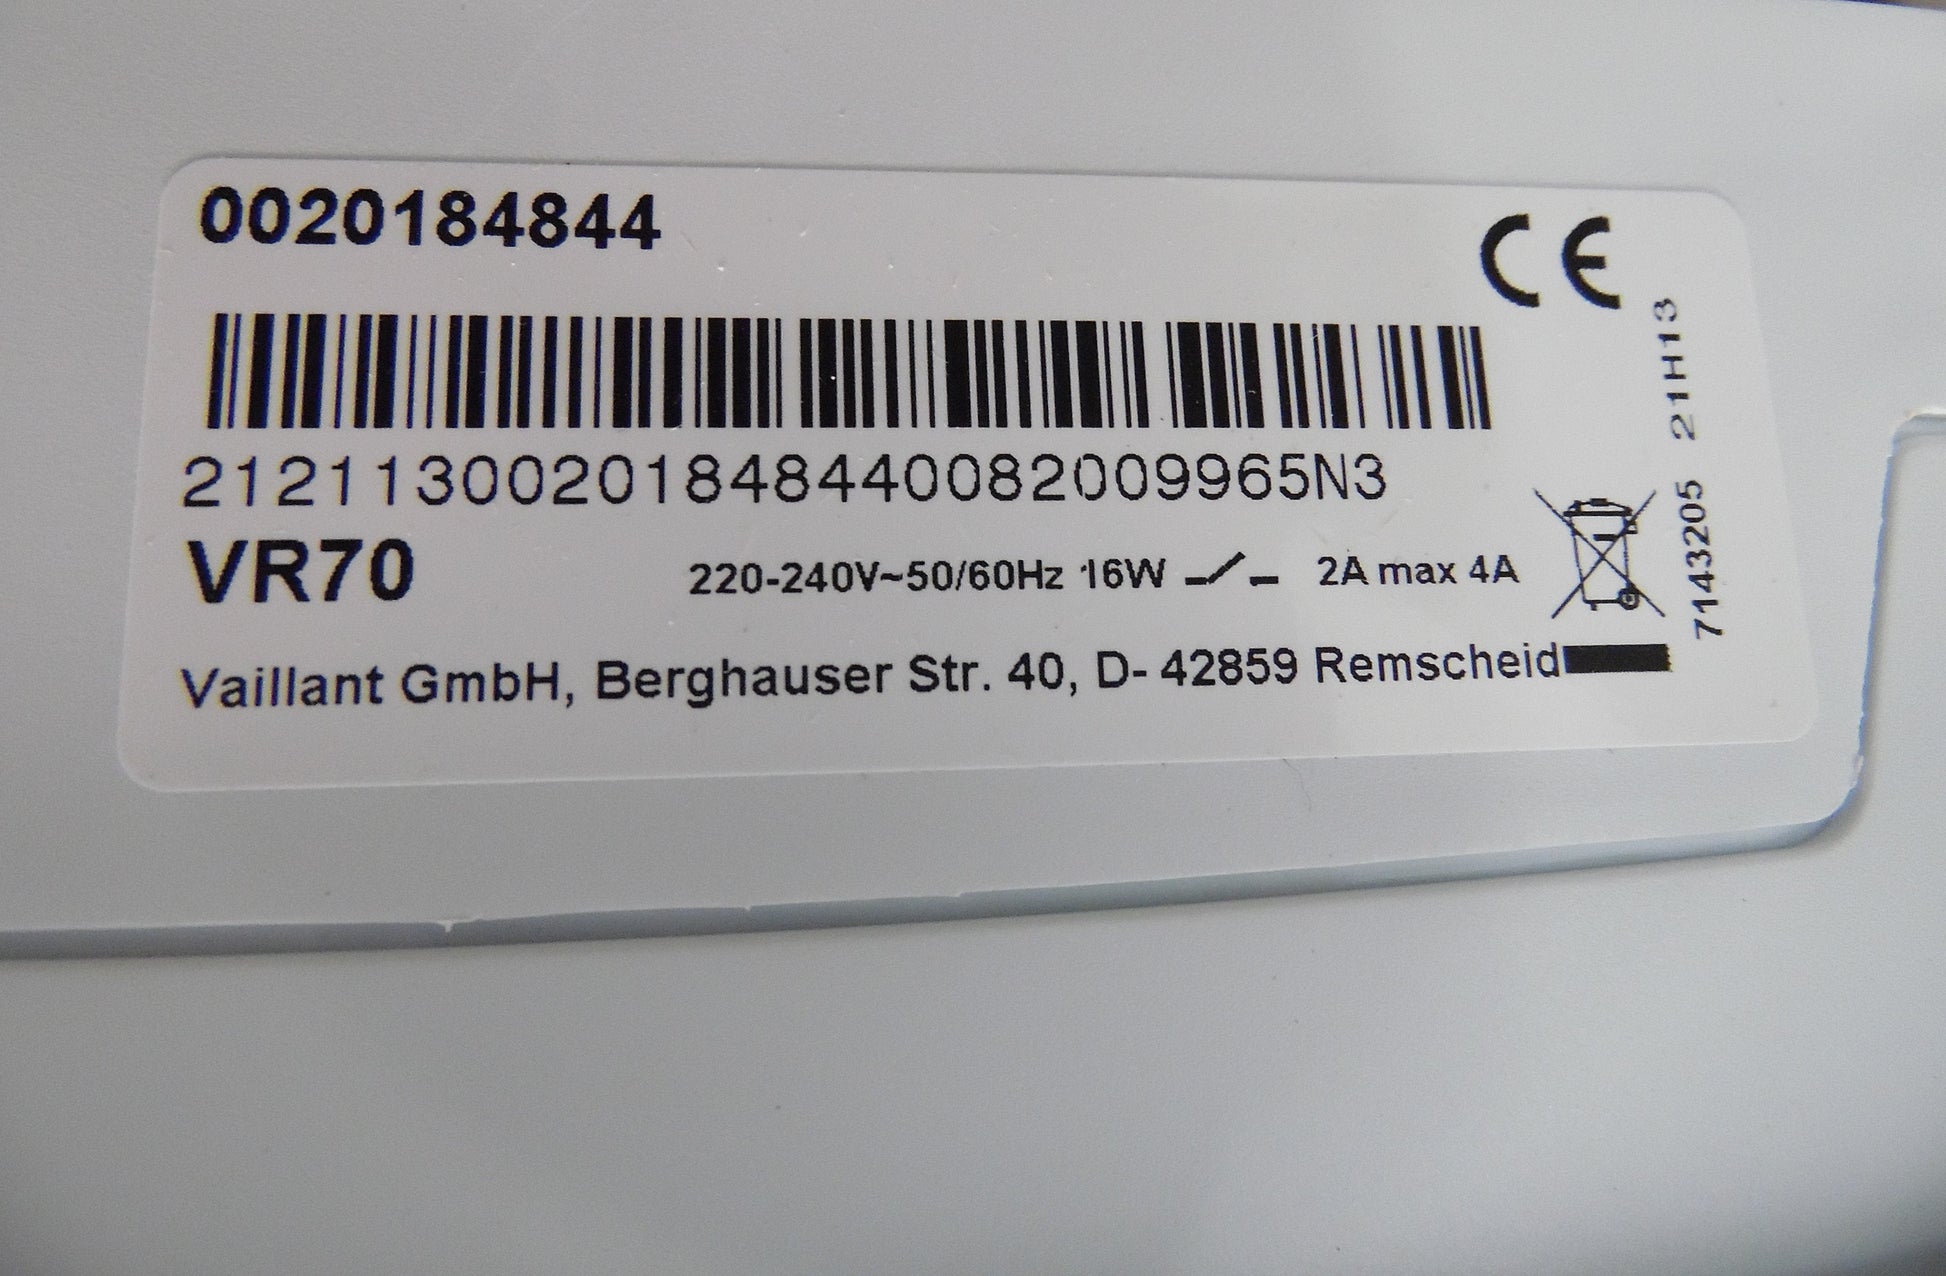 0020184844
CE
21211300201848440082009965N3
VR70
220-240V~50/60Hz 16W 2A max 4A
Vaillant GmbH, Berghauser Str. 40, D- 42859 Remscheid
7143205 21H13